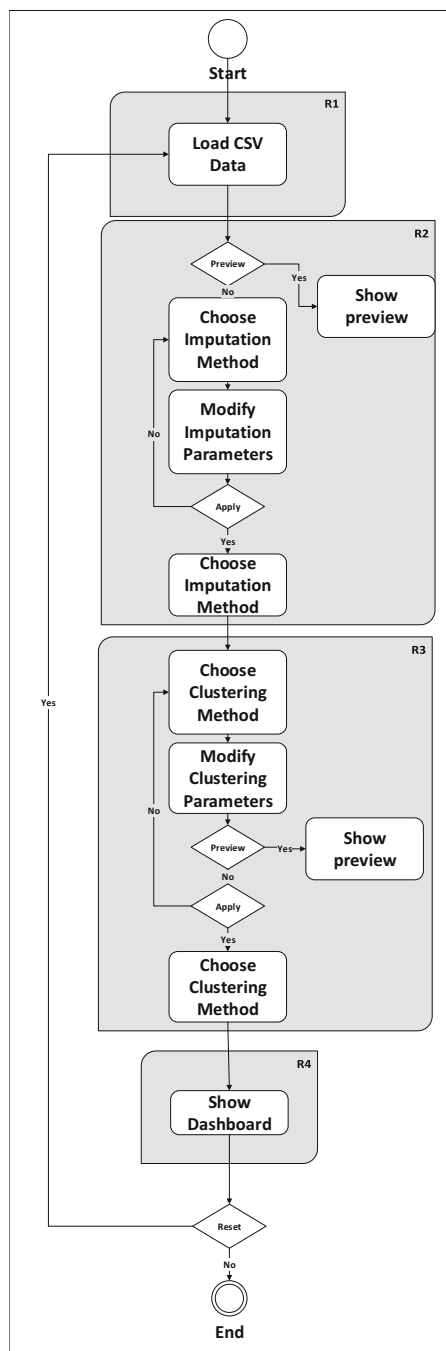 Start
R1
Load CSV
Data
R2
Preview
Yes
No
Show
preview
Choose
Imputation
Method
Modify
Imputation
Parameters
No
Apply
Yes
Choose
Imputation
Method
R3
Choose
Clustering
Method
Yes
Modify
Clustering
Parameters
No
Preview
Yes
Show
preview
No
Apply
Yes
Choose
Clustering
Method
R4
Show
Dashboard
Reset
No
End